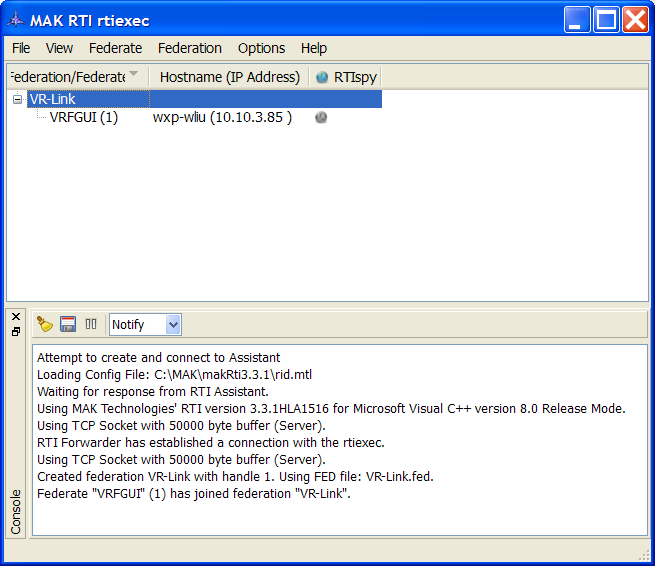 MAK RTI rtiexec
File View Federate Federation Options Help
Federation/Federate Hostname (IP Address) RTIspy
VR-Link
VRFGUI (1) wxp-wliu (10.10.3.85 )
Notify
Attempt to create and connect to Assistant
Loading Config File: C:\MAK\makRti3.3.1\rid.mtl
Waiting for response from RTI Assistant.
Using MAK Technologies' RTI version 3.3.1HLA1516 for Microsoft Visual C++ version 8.0 Release Mode.
Using TCP Socket with 50000 byte buffer (Server).
RTI Forwarder has established a connection with the rtiexec.
Using TCP Socket with 50000 byte buffer (Server).
Created federation VR-Link with handle 1. Using FED file: VR-Link.fed.
Federate "VRFGUI" (1) has joined federation "VR-Link".
Console